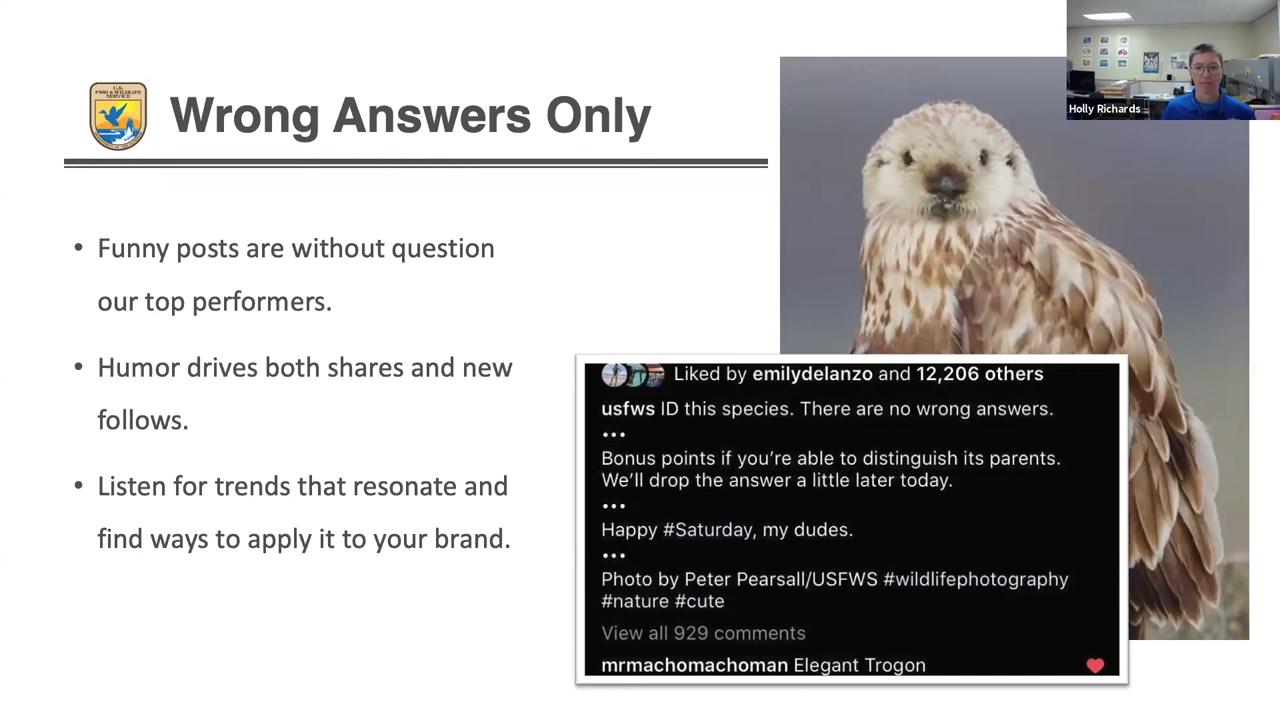 U.S.
FISH & WILDLIFE
SERVICE
Wrong Answers Only
• Funny posts are without question
our top performers.
• Humor drives both shares and new
follows.
• Listen for trends that resonate and
find ways to apply it to your brand.
Holly Richards
Liked by emilydelanzo and 12,206 others
usfws ID this species. There are no wrong answers.
•••
Bonus points if you’re able to distinguish its parents.
We’ll drop the answer a little later today.
•••
Happy #Saturday, my dudes.
•••
Photo by Peter Pearsall/USFWS #wildlifephotography
#nature #cute
View all 929 comments
mrmachomachoman Elegant Trogon